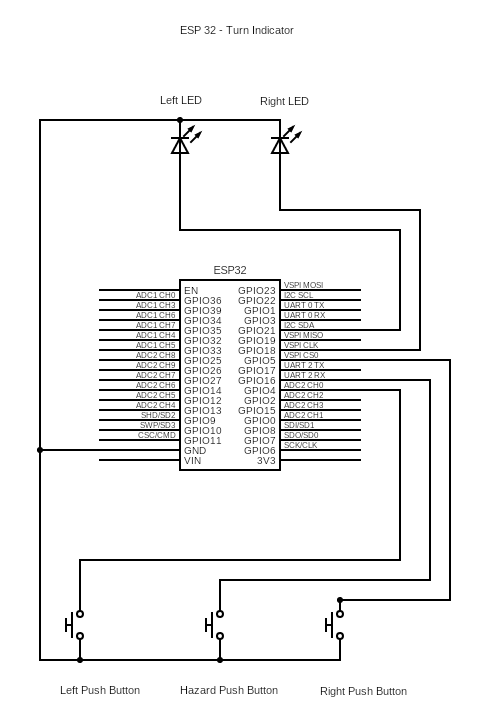 ESP 32 - Turn Indicator
Left LED
Right LED
ESP32
EN
GPIO36
GPIO39
GPIO34
GPIO35
GPIO32
GPIO33
GPIO25
GPIO26
GPIO27
GPIO14
GPIO12
GPIO13
GPIO9
GPIO10
GPIO11
GND
VIN
GPIO23
GPIO22
GPIO1
GPIO3
GPIO21
GPIO19
GPIO18
GPIO5
GPIO17
GPIO16
GPIO4
GPIO2
GPIO15
GPIO0
GPIO8
GPIO7
GPIO6
3V3
ADC1 CH0
ADC1 CH3
ADC1 CH6
ADC1 CH7
ADC1 CH4
ADC1 CH5
ADC2 CH8
ADC2 CH9
ADC2 CH7
ADC2 CH6
ADC2 CH5
ADC2 CH4
SHD/SD2
SWP/SD3
CSC/CMD
VSPI MOSI
I2C SCL
UART 0 TX
UART 0 RX
I2C SDA
VSPI MISO
VSPI CLK
VSPI CS0
UART 2 TX
UART 2 RX
ADC2 CH0
ADC2 CH2
ADC2 CH3
ADC2 CH1
SDI/SD1
SDO/SD0
SCK/CLK
Left Push Button
Hazard Push Button
Right Push Button